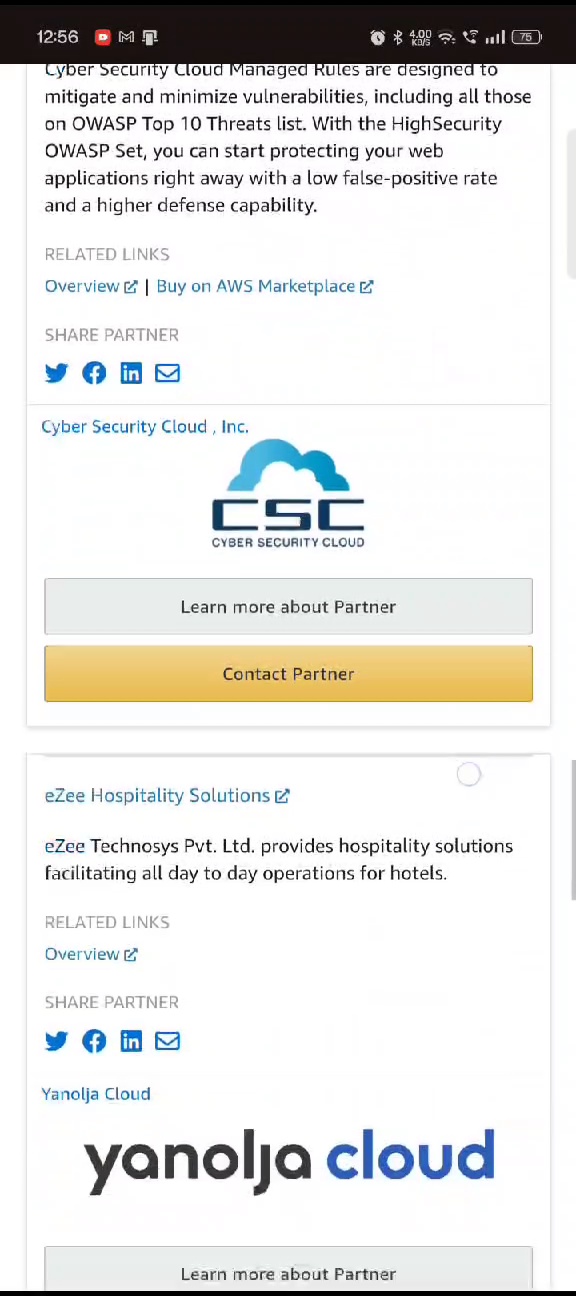 12:56 4.00 KB/S 75
Cyber Security Cloud Managed Rules are designed to
mitigate and minimize vulnerabilities, including all those
on OWASP Top 10 Threats list. With the HighSecurity
OWASP Set, you can start protecting your web
applications right away with a low false-positive rate
and a higher defense capability.
RELATED LINKS
Overview | Buy on AWS Marketplace
SHARE PARTNER
Cyber Security Cloud , Inc.
CSC
CYBER SECURITY CLOUD
Learn more about Partner
Contact Partner
eZee Hospitality Solutions
eZee Technosys Pvt. Ltd. provides hospitality solutions
facilitating all day to day operations for hotels.
RELATED LINKS
Overview
SHARE PARTNER
Yanolja Cloud
yanolja cloud
Learn more about Partner